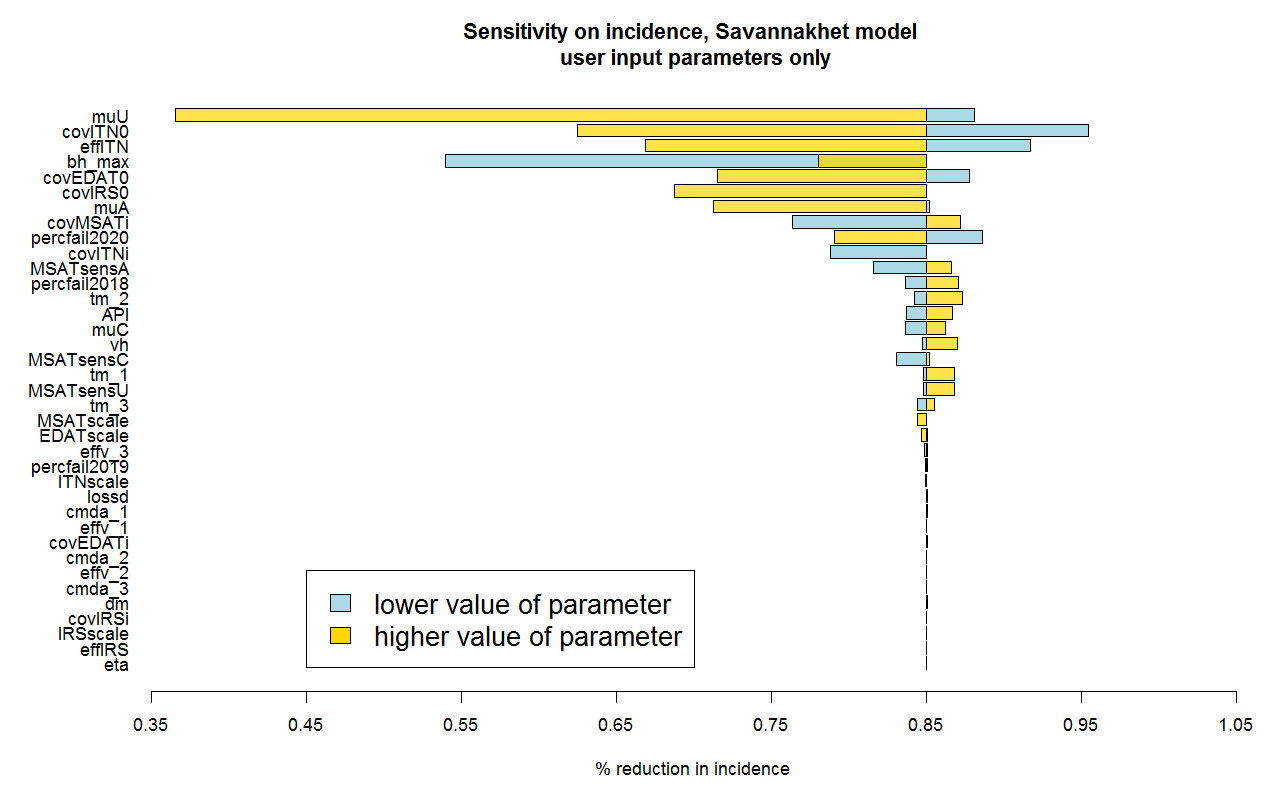 Sensitivity on incidence, Savannakhet model
user input parameters only
muU
covITN0
effITN
bh_max
covEDAT0
covIRS0
muA
covMSATi
percfail2020
covITNi
MSATsensA
percfail2018
tm_2
API
muC
vh
MSATsensC
tm_1
MSATsensU
tm_3
MSATscale
EDATscale
effv_3
percfail2019
ITNscale
lossd
cmda_1
effv_1
covEDATi
cmda_2
effv_2
cmda_3
dm
covIRSi
IRSscale
effIRS
eta
lower value of parameter
higher value of parameter
0.35 0.45 0.55 0.65 0.75 0.85 0.95 1.05
% reduction in incidence